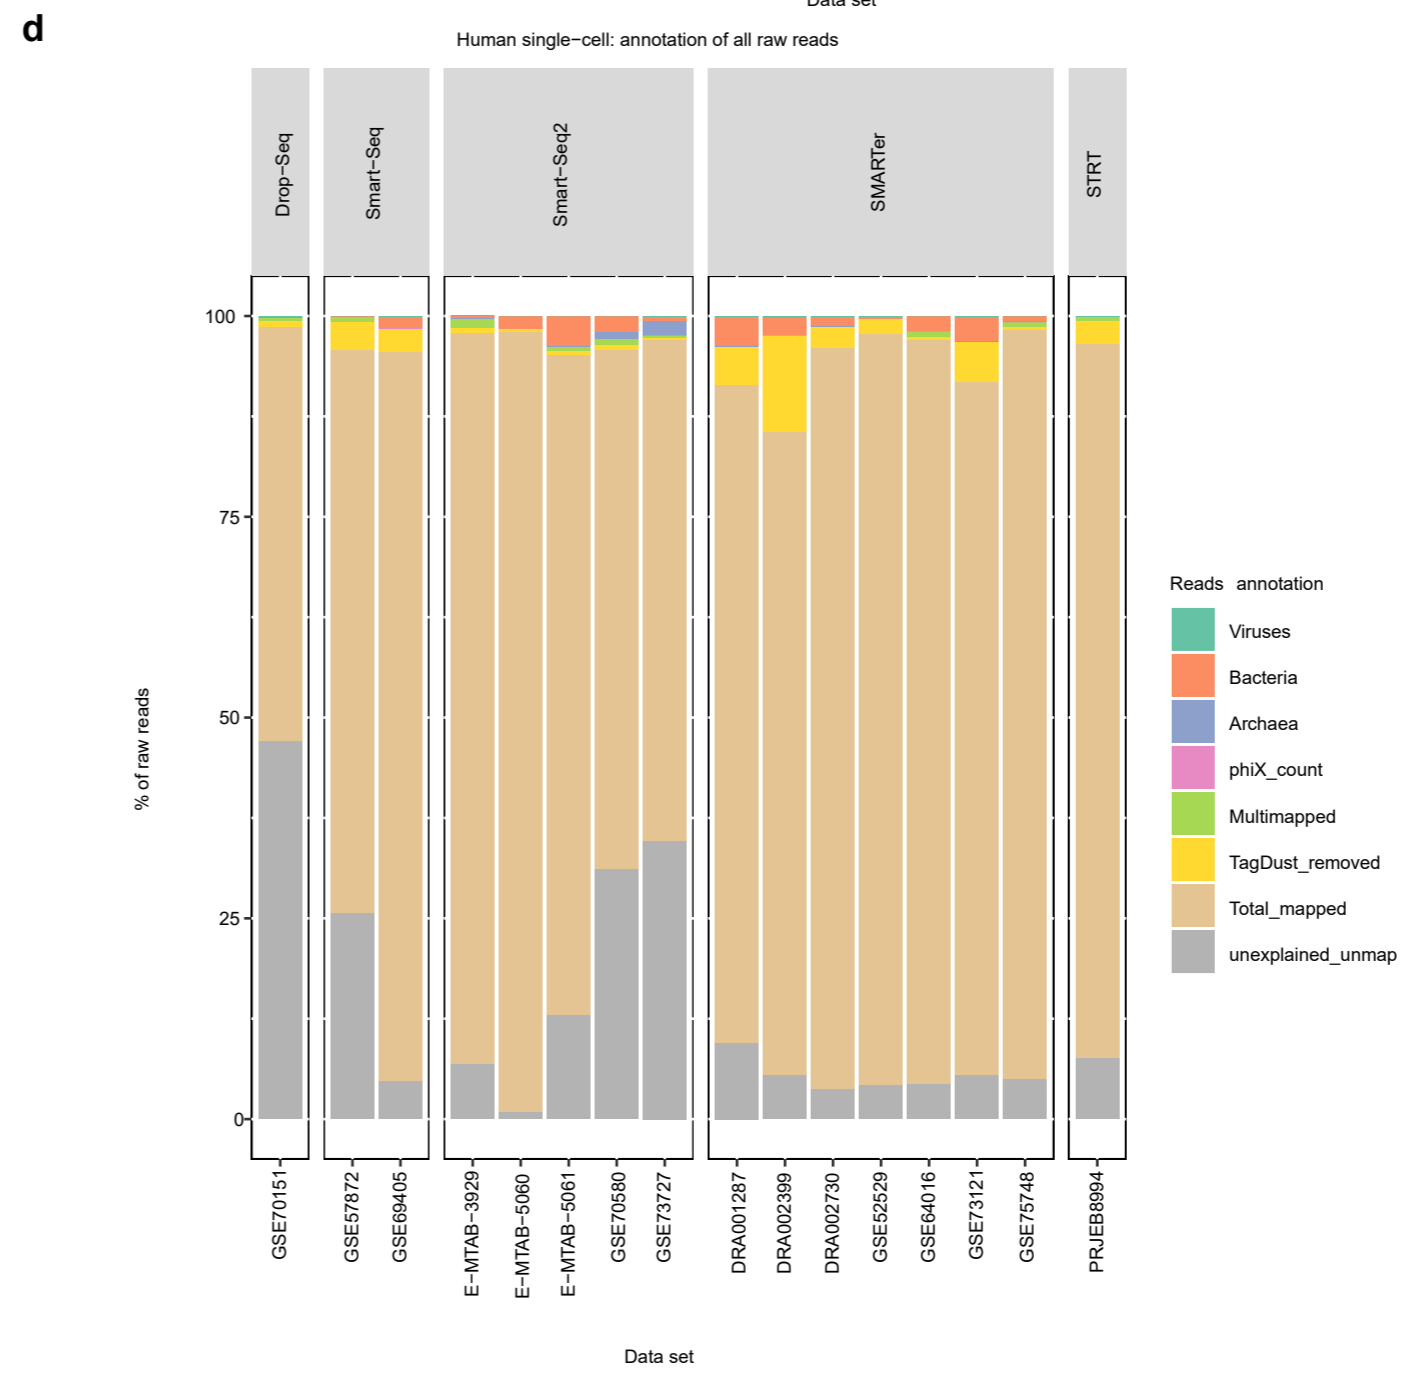 Data set
d
Human single−cell: annotation of all raw reads
Drop−Seq
Smart−Seq
Smart−Seq2
SMARTer
STRT
100
75
50
25
0
% of raw reads
Reads annotation
Viruses
Bacteria
Archaea
phiX_count
Multimapped
TagDust_removed
Total_mapped
unexplained_unmap
GSE70151
GSE57872
GSE69405
E−MTAB−3929
E−MTAB−5060
E−MTAB−5061
GSE70580
GSE73727
DRA001287
DRA002399
DRA002730
GSE52529
GSE64016
GSE73121
GSE75748
PRJEB8994
Data set